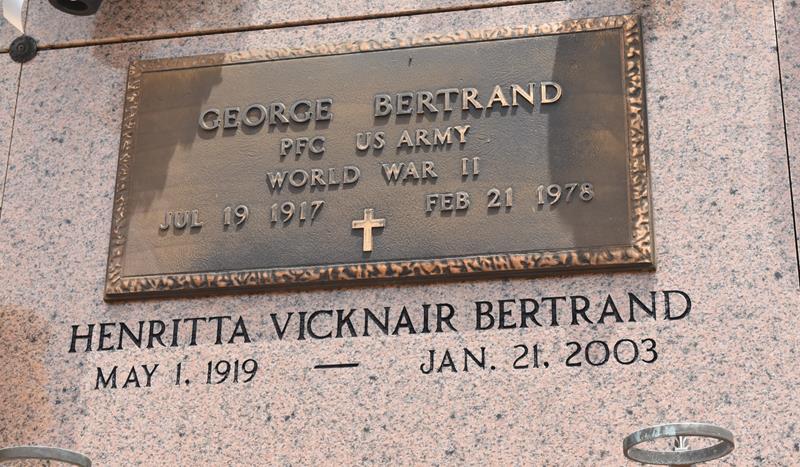 GEORGE BERTRAND
PFC US ARMY
WORLD WAR II
JUL 19 1917 FEB 21 1978
HENRITTA VICKNAIR BERTRAND
MAY 1, 1919 — JAN. 21, 2003